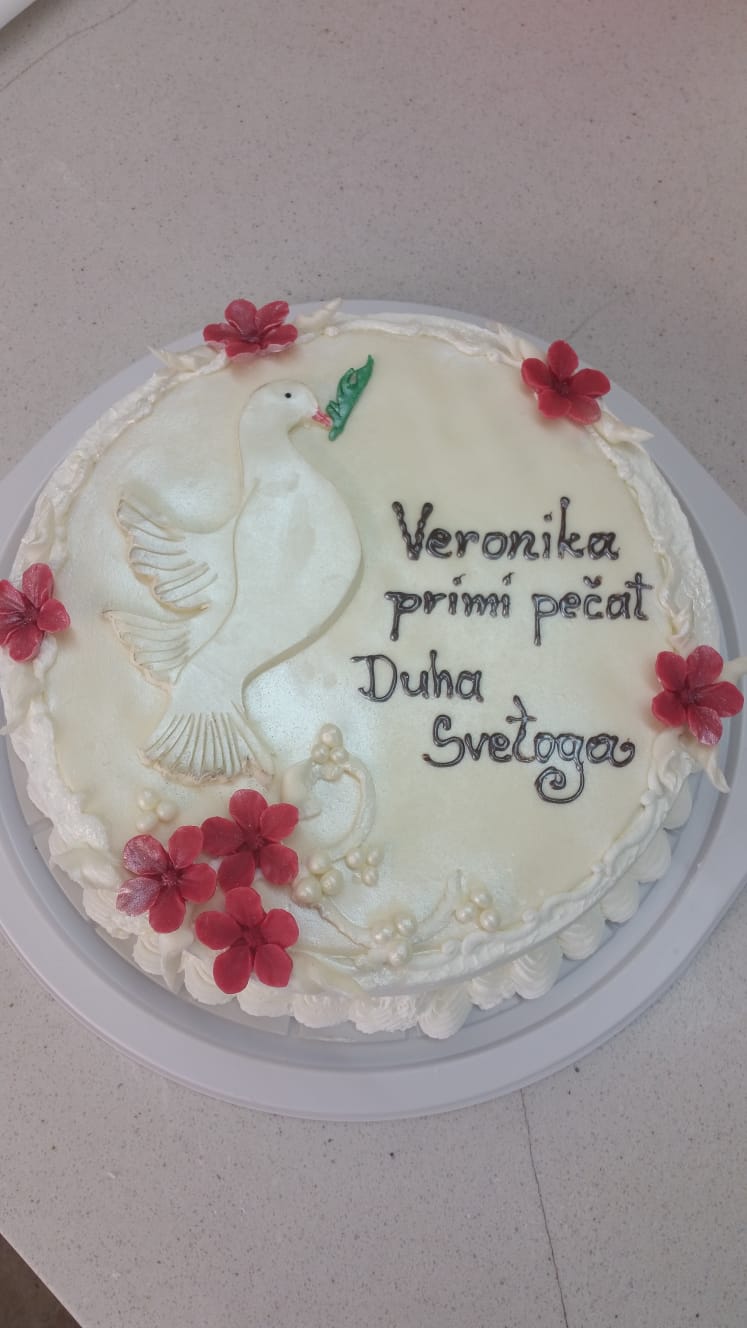 Veronika
primi pečat
Duha
Svetoga